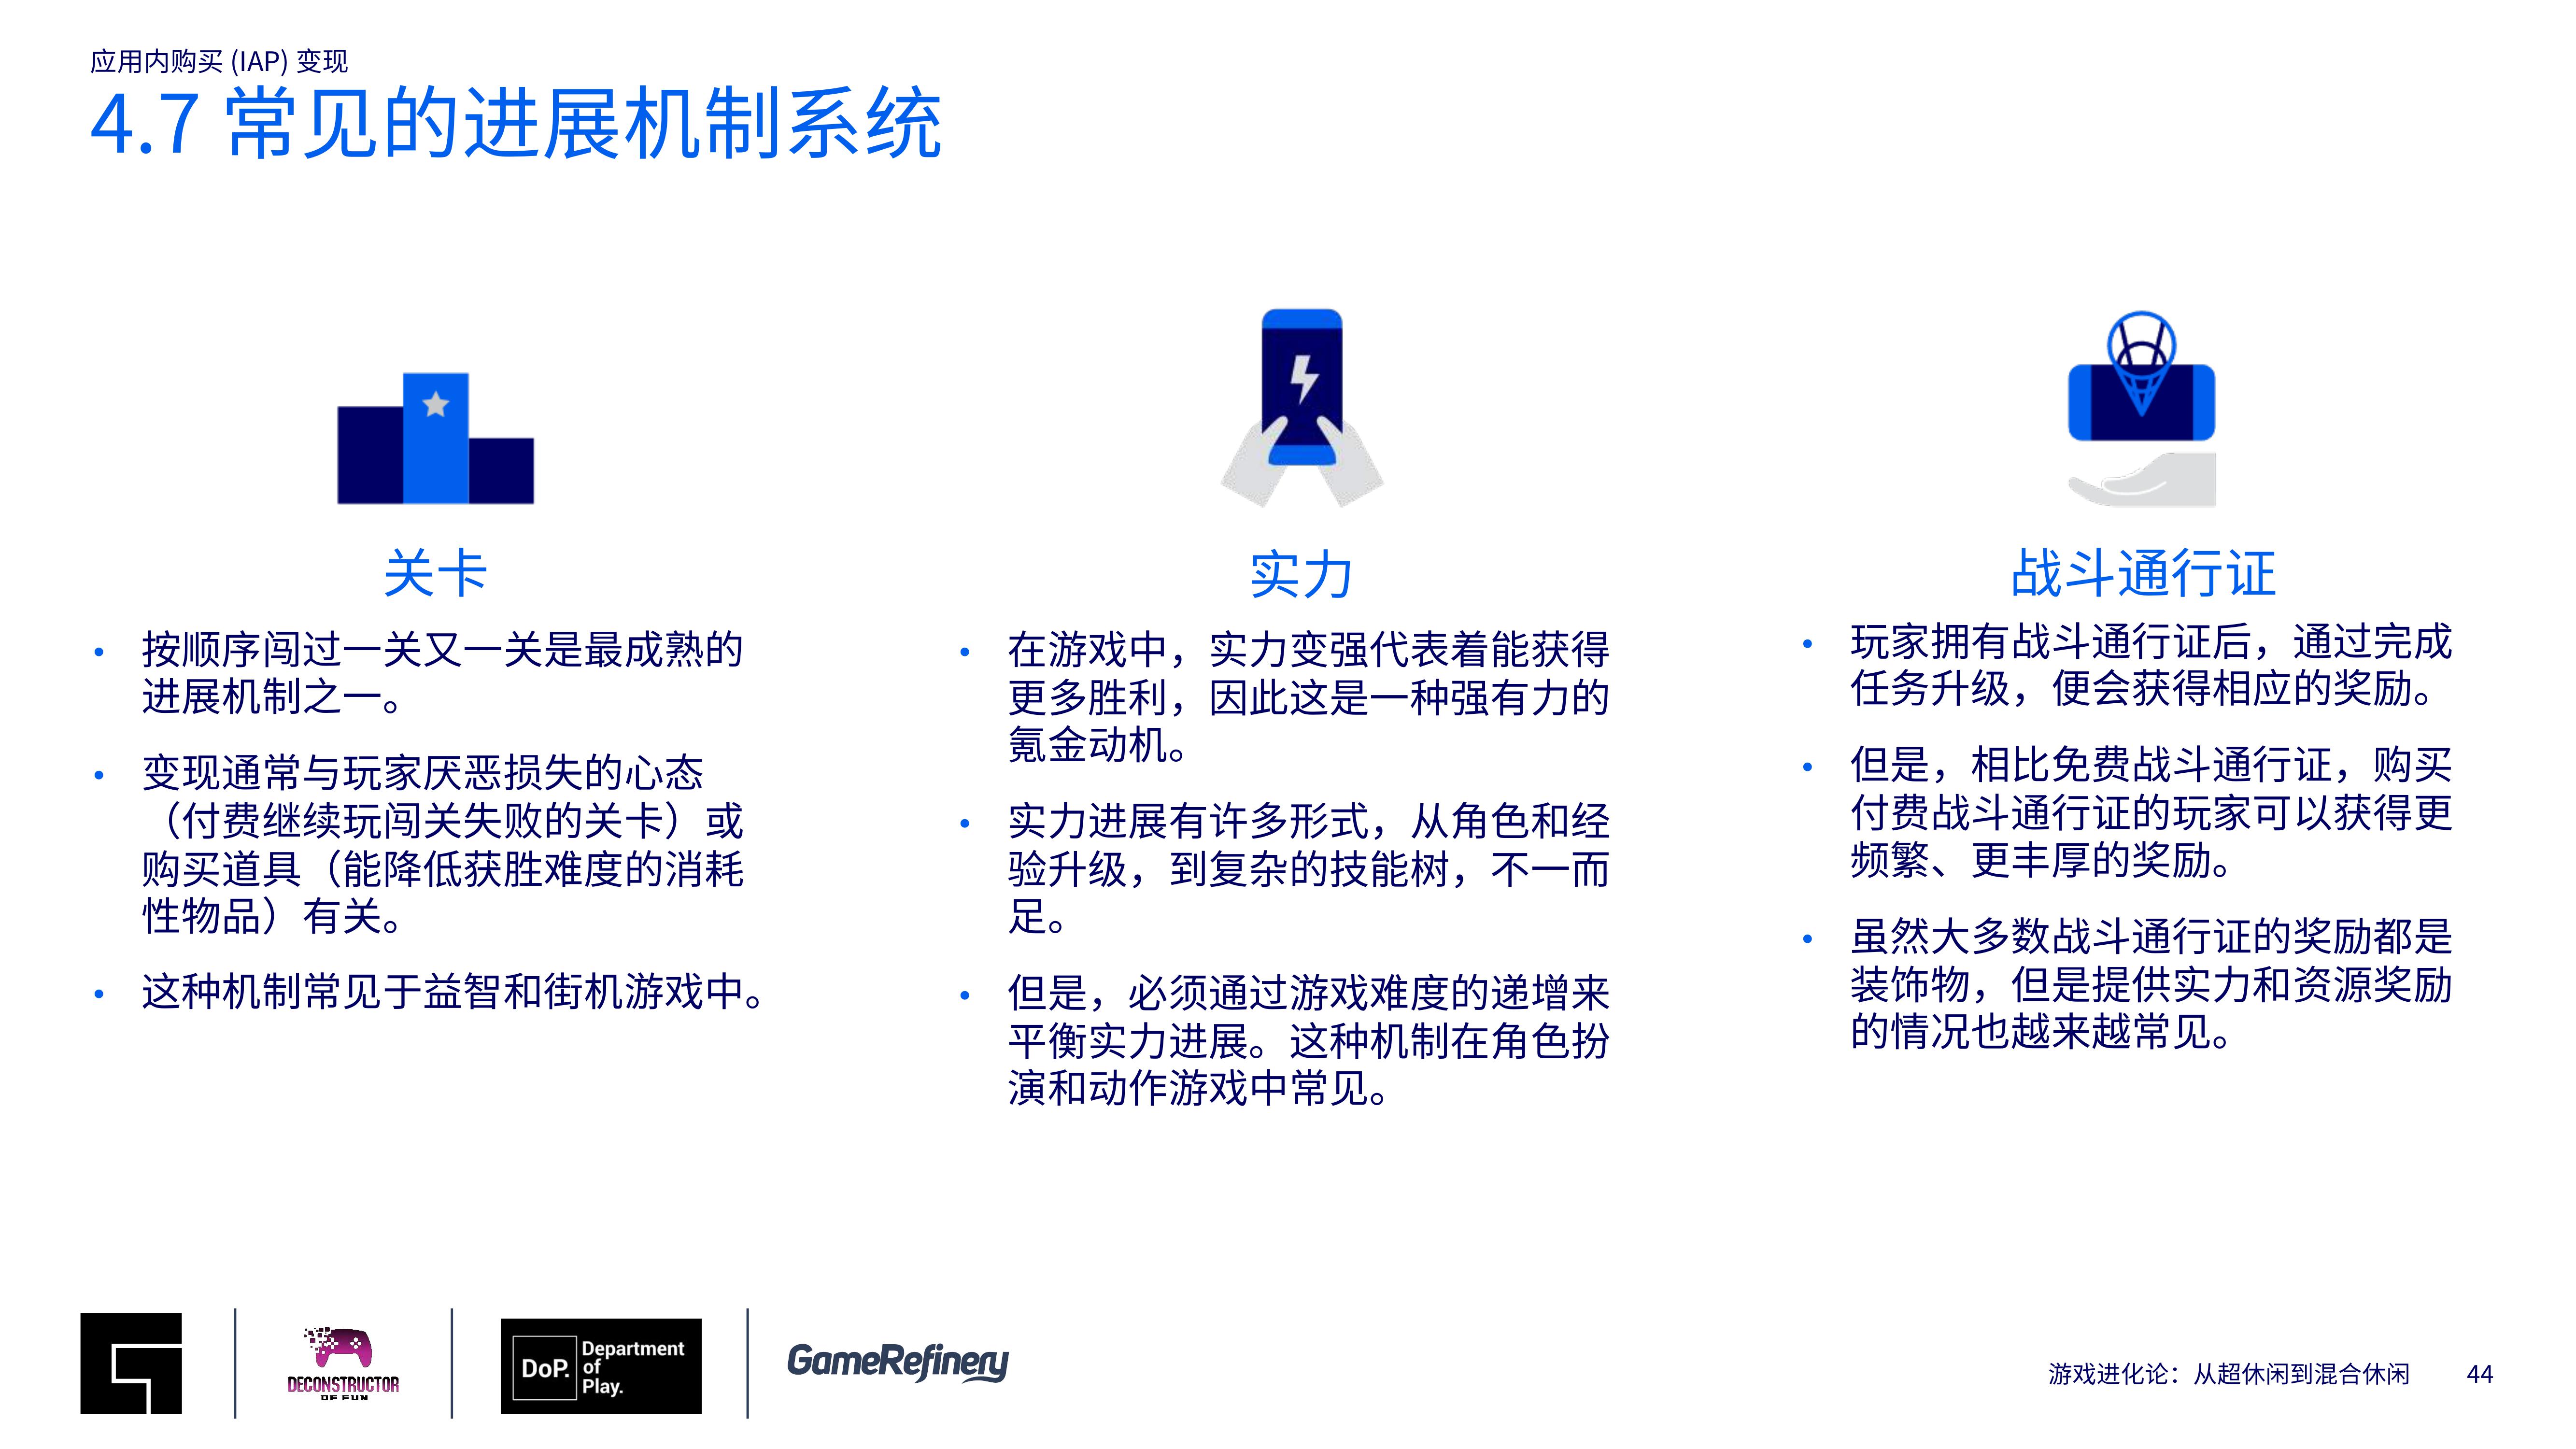 应用内购买 (IAP) 变现
4.7 常见的进展机制系统
关卡
• 按顺序闯过一关又一关是最成熟的
进展机制之一。
• 变现通常与玩家厌恶损失的心态
（付费继续玩闯关失败的关卡）或
购买道具（能降低获胜难度的消耗
性物品）有关。
• 这种机制常见于益智和街机游戏中。
实力
• 在游戏中，实力变强代表着能获得
更多胜利，因此这是一种强有力的
氪金动机。
• 实力进展有许多形式，从角色和经
验升级，到复杂的技能树，不一而
足。
• 但是，必须通过游戏难度的递增来
平衡实力进展。这种机制在角色扮
演和动作游戏中常见。
战斗通行证
• 玩家拥有战斗通行证后，通过完成
任务升级，便会获得相应的奖励。
• 但是，相比免费战斗通行证，购买
付费战斗通行证的玩家可以获得更
频繁、更丰厚的奖励。
• 虽然大多数战斗通行证的奖励都是
装饰物，但是提供实力和资源奖励
的情况也越来越常见。
DECONSTRUCTOR
OF FUN
DoP.
Department
of
Play.
GameRefinery
游戏进化论：从超休闲到混合休闲 44